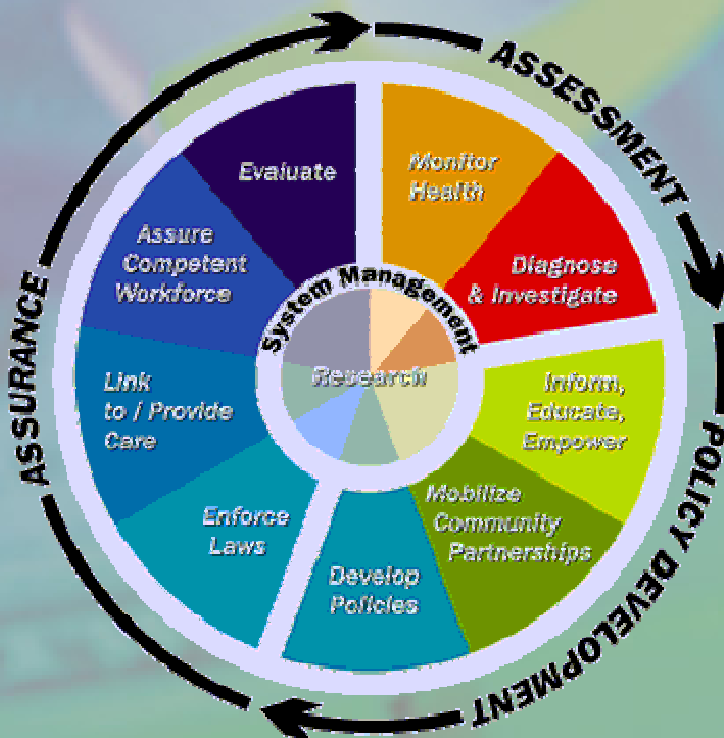 ASSESSMENT
POLICY DEVELOPMENT
ASSURANCE
Monitor
Health
Diagnose
& Investigate
Inform,
Educate,
Empower
Mobilize
Community
Partnerships
Develop
Policies
Enforce
Laws
Link
to / Provide
Care
Assure
Competent
Workforce
Evaluate
System Management
Research